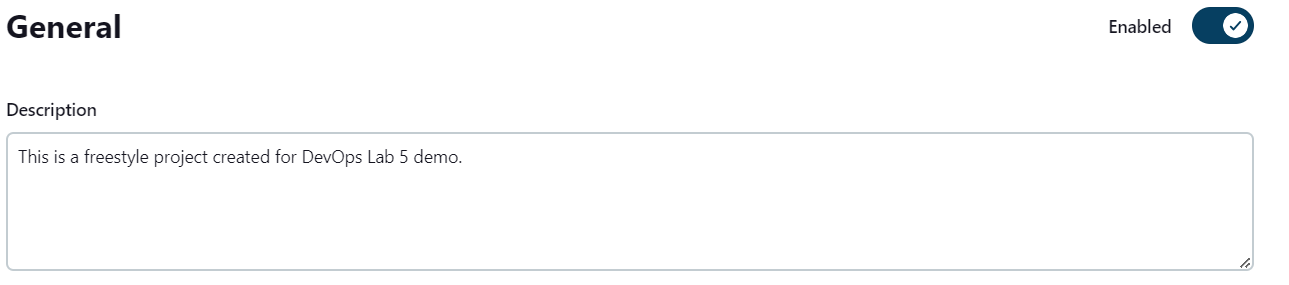 General
Enabled
Description
This is a freestyle project created for DevOps Lab 5 demo.